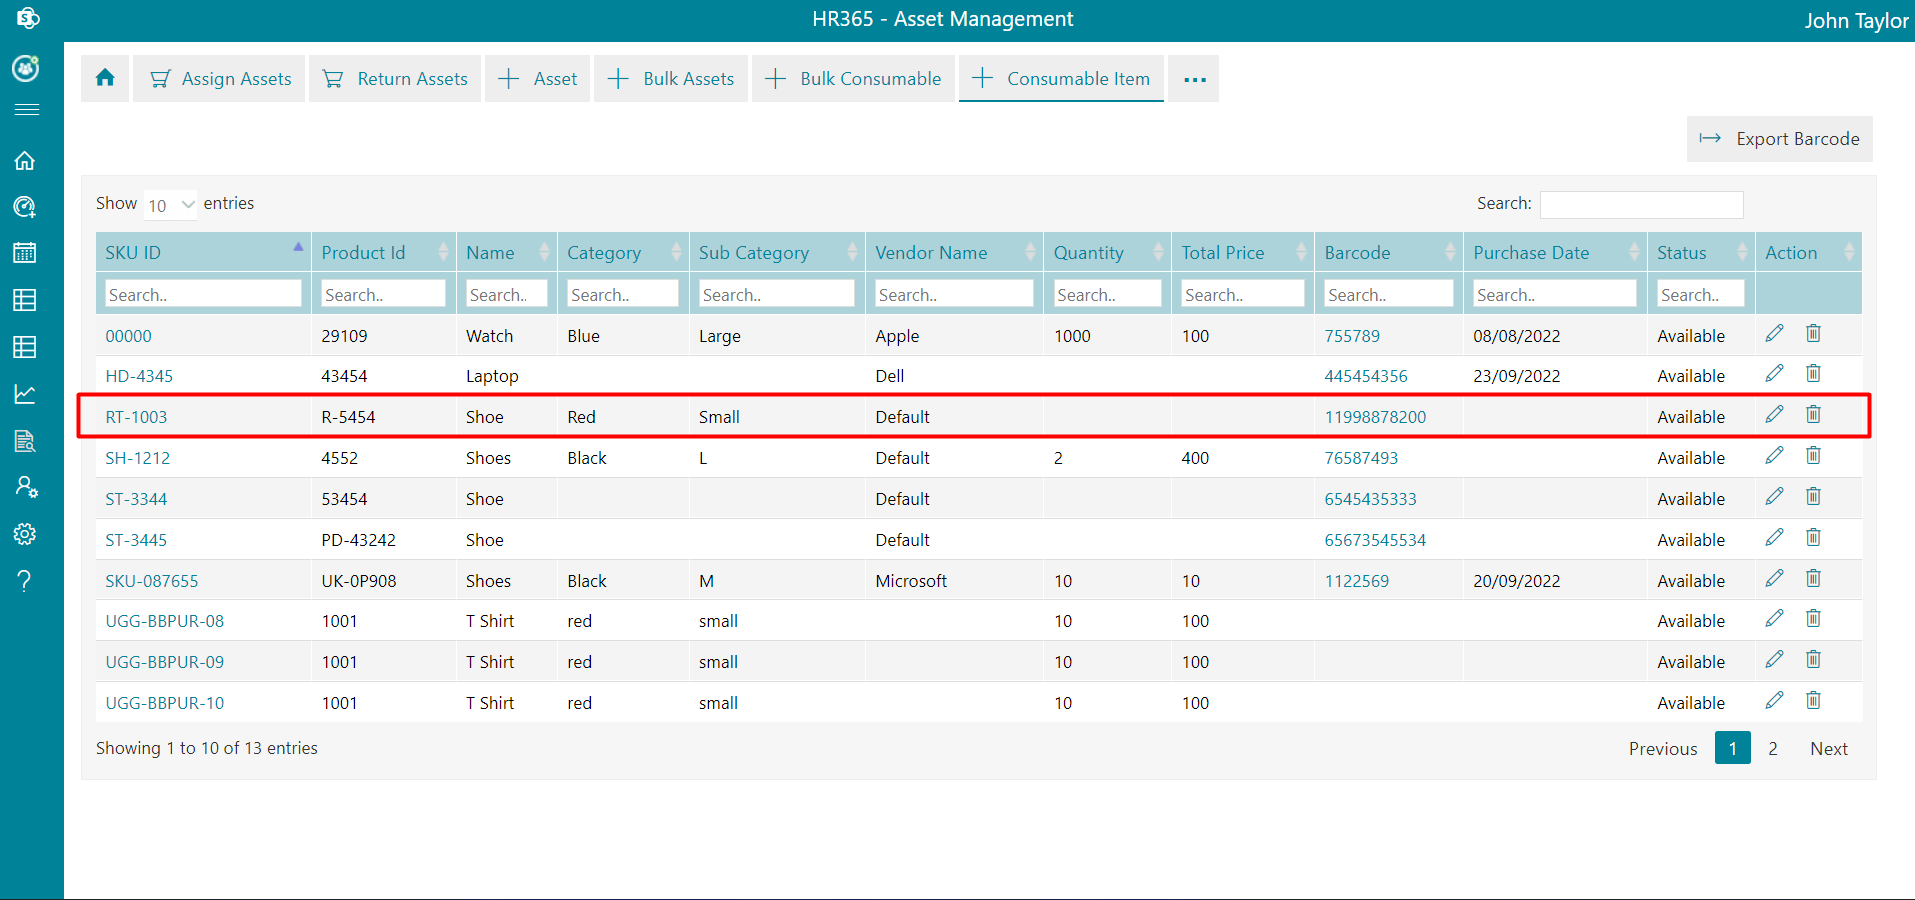 HR365 - Asset Management
John Taylor
Assign Assets Return Assets Asset Bulk Assets Bulk Consumable Consumable Item ...
Export Barcode
Show 10 entries Search:
SKU ID Product Id Name Category Sub Category Vendor Name Quantity Total Price Barcode Purchase Date Status Action
Search.. Search.. Search.. Search.. Search.. Search.. Search.. Search.. Search.. Search.. Search..
00000 29109 Watch Blue Large Apple 1000 100 755789 08/08/2022 Available
HD-4345 43454 Laptop Dell 445454356 23/09/2022 Available
RT-1003 R-5454 Shoe Red Small Default 11998878200 Available
SH-1212 4552 Shoes Black L Default 2 400 76587493 Available
ST-3344 53454 Shoe Default 6545435333 Available
ST-3445 PD-43242 Shoe Default 65673545534 Available
SKU-087655 UK-0P908 Shoes Black M Microsoft 10 10 1122569 20/09/2022 Available
UGG-BBPUR-08 1001 T Shirt red small 10 100 Available
UGG-BBPUR-09 1001 T Shirt red small 10 100 Available
UGG-BBPUR-10 1001 T Shirt red small 10 100 Available
Showing 1 to 10 of 13 entries Previous 1 2 Next